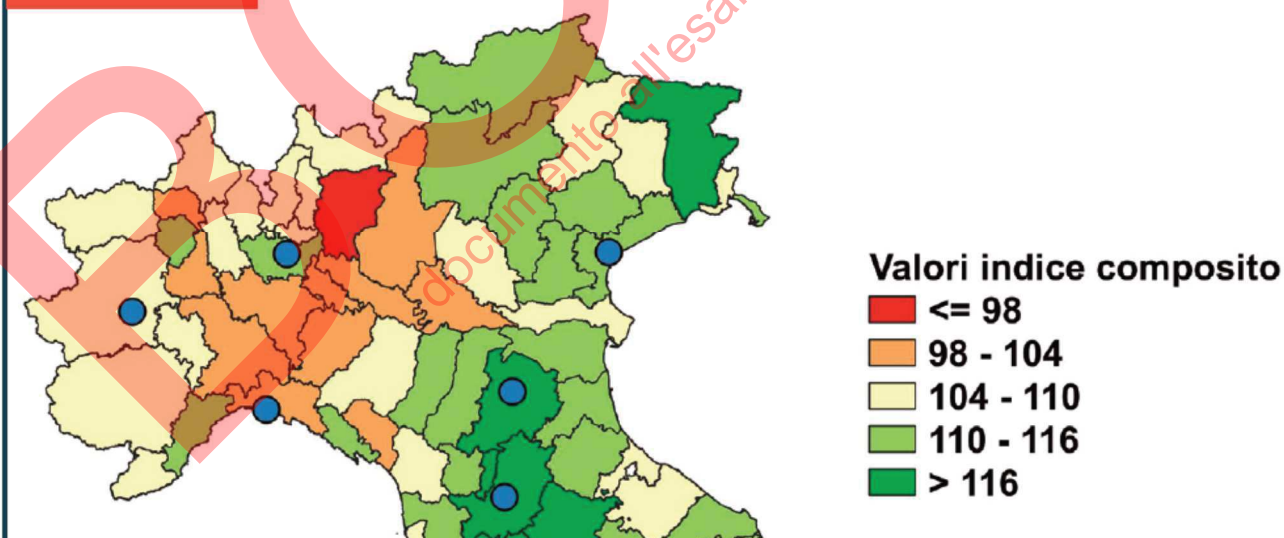 documento all'esa
Valori indice composito
<= 98
98 - 104
104 - 110
110 - 116
> 116